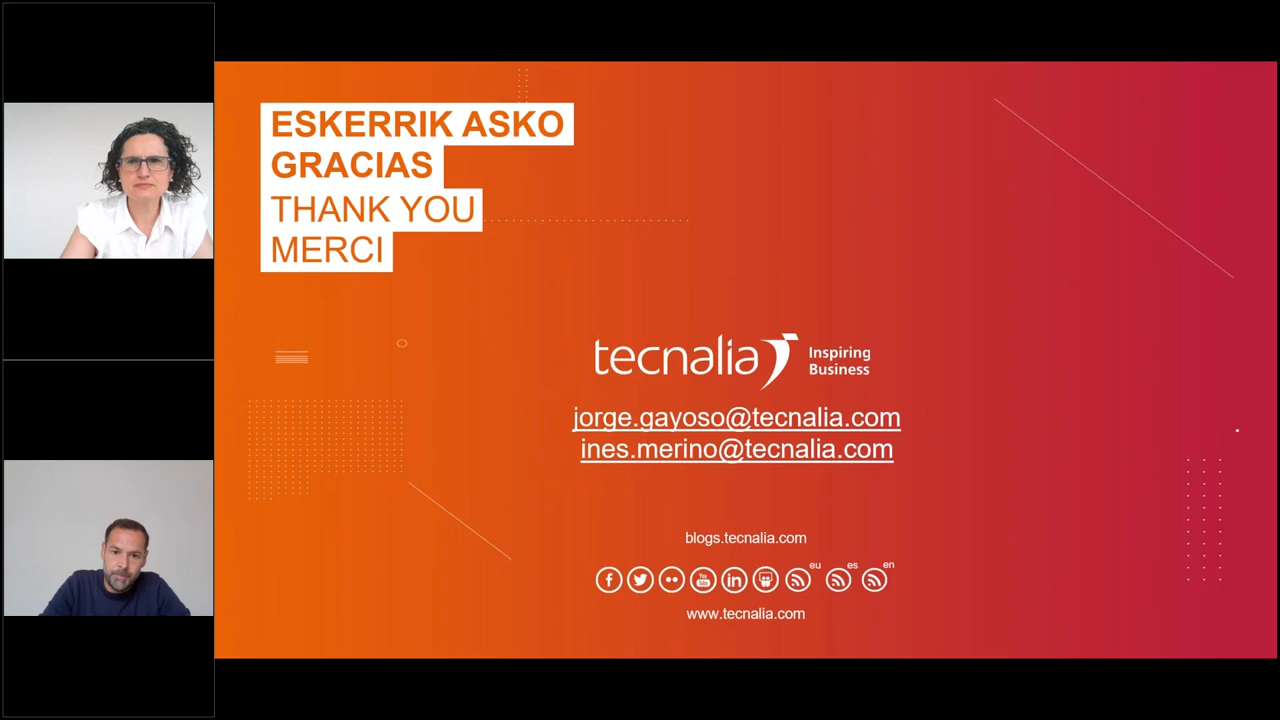 ESKERRIK ASKO
GRACIAS
THANK YOU
MERCI
tecnalia
Inspiring
Business
jorge.gayoso@tecnalia.com
ines.merino@tecnalia.com
blogs.tecnalia.com
eu es en
www.tecnalia.com